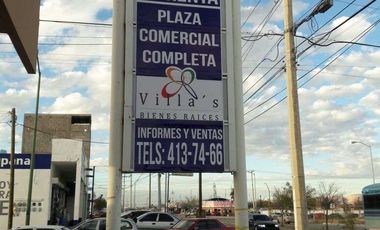 PLAZA
COMERCIAL
COMPLETA
Villa's
BIENES RAICES
INFORMES Y VENTAS
TELS: 413-74-66